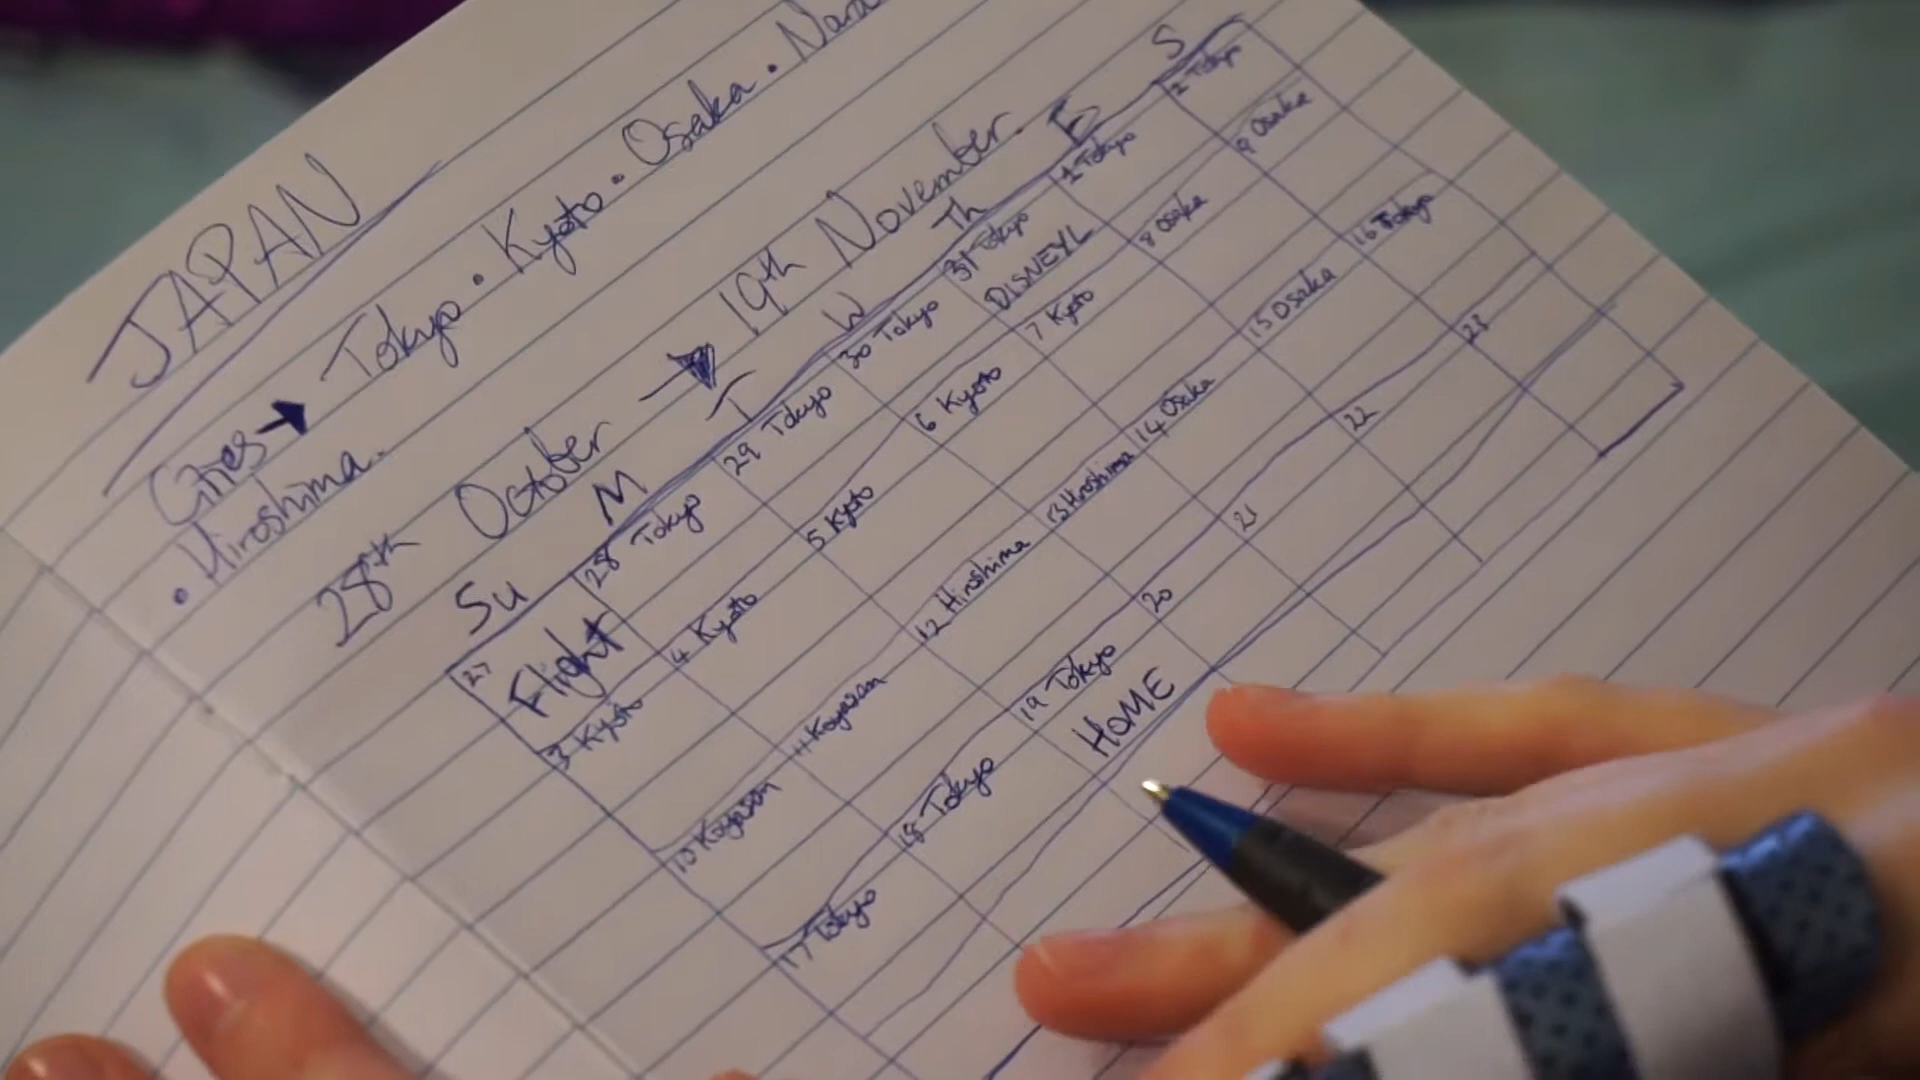 JAPAN
Cities → Tokyo • Kyoto • Osaka • Nara
• Hiroshima.
28th October → 19th November.
Su M T W Th F S
27 Flight 28 Tokyo 29 Tokyo 30 Tokyo 31 Tokyo DISNEYL 1 Tokyo 2 Tokyo
3 Kyoto 4 Kyoto 5 Kyoto 6 Kyoto 7 Kyoto 8 Osaka 9 Osaka
10 Koyasan 11 Koyasan 12 Hiroshima 13 Hiroshima 14 Osaka 15 Osaka 16 Tokyo
17 Tokyo 18 Tokyo 19 Tokyo HOME 20 21 22 23